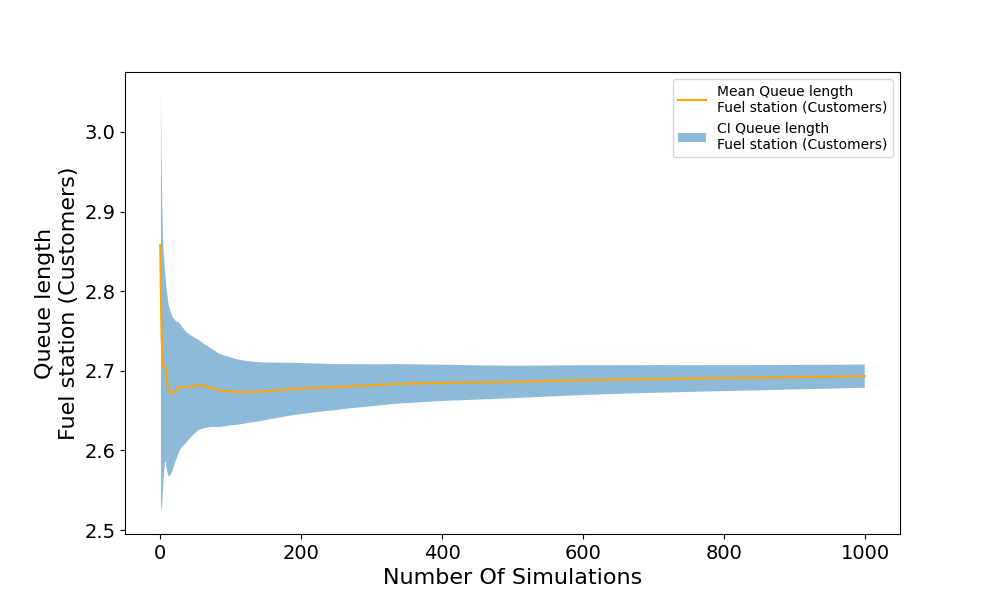 Mean Queue length
Fuel station (Customers)
CI Queue length
Fuel station (Customers)
Queue length
Fuel station (Customers)
3.0
2.9
2.8
2.7
2.6
2.5
0 200 400 600 800 1000
Number Of Simulations